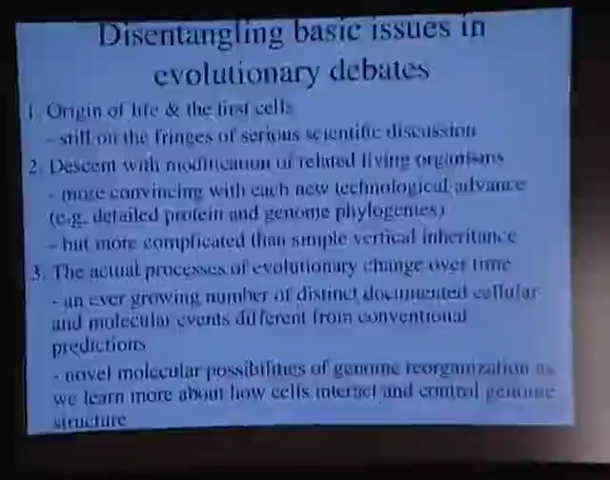 Disentangling basic issues in
evolutionary debates
1. Origin of life & the first cells
- still on the fringes of serious scientific discussion
2. Descent with modification of related living organisms
- more convincing with each new technological advance
(e.g. detailed protein and genome phylogenies)
- but more complicated than simple vertical inheritance
3. The actual processes of evolutionary change over time
- an ever growing number of distinct documented cellular
and molecular events different from conventional
predictions
- novel molecular possibilities of genome reorganization as
we learn more about how cells interact and control genome
structure